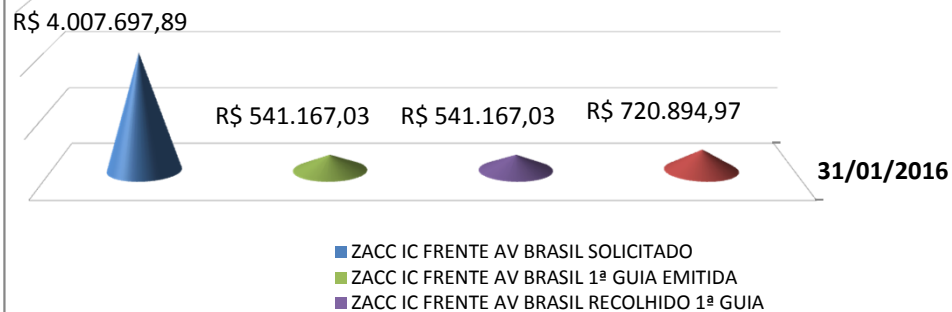 R$ 4.007.697,89
R$ 541.167,03 R$ 541.167,03 R$ 720.894,97
31/01/2016
ZACC IC FRENTE AV BRASIL SOLICITADO
ZACC IC FRENTE AV BRASIL 1ª GUIA EMITIDA
ZACC IC FRENTE AV BRASIL RECOLHIDO 1ª GUIA